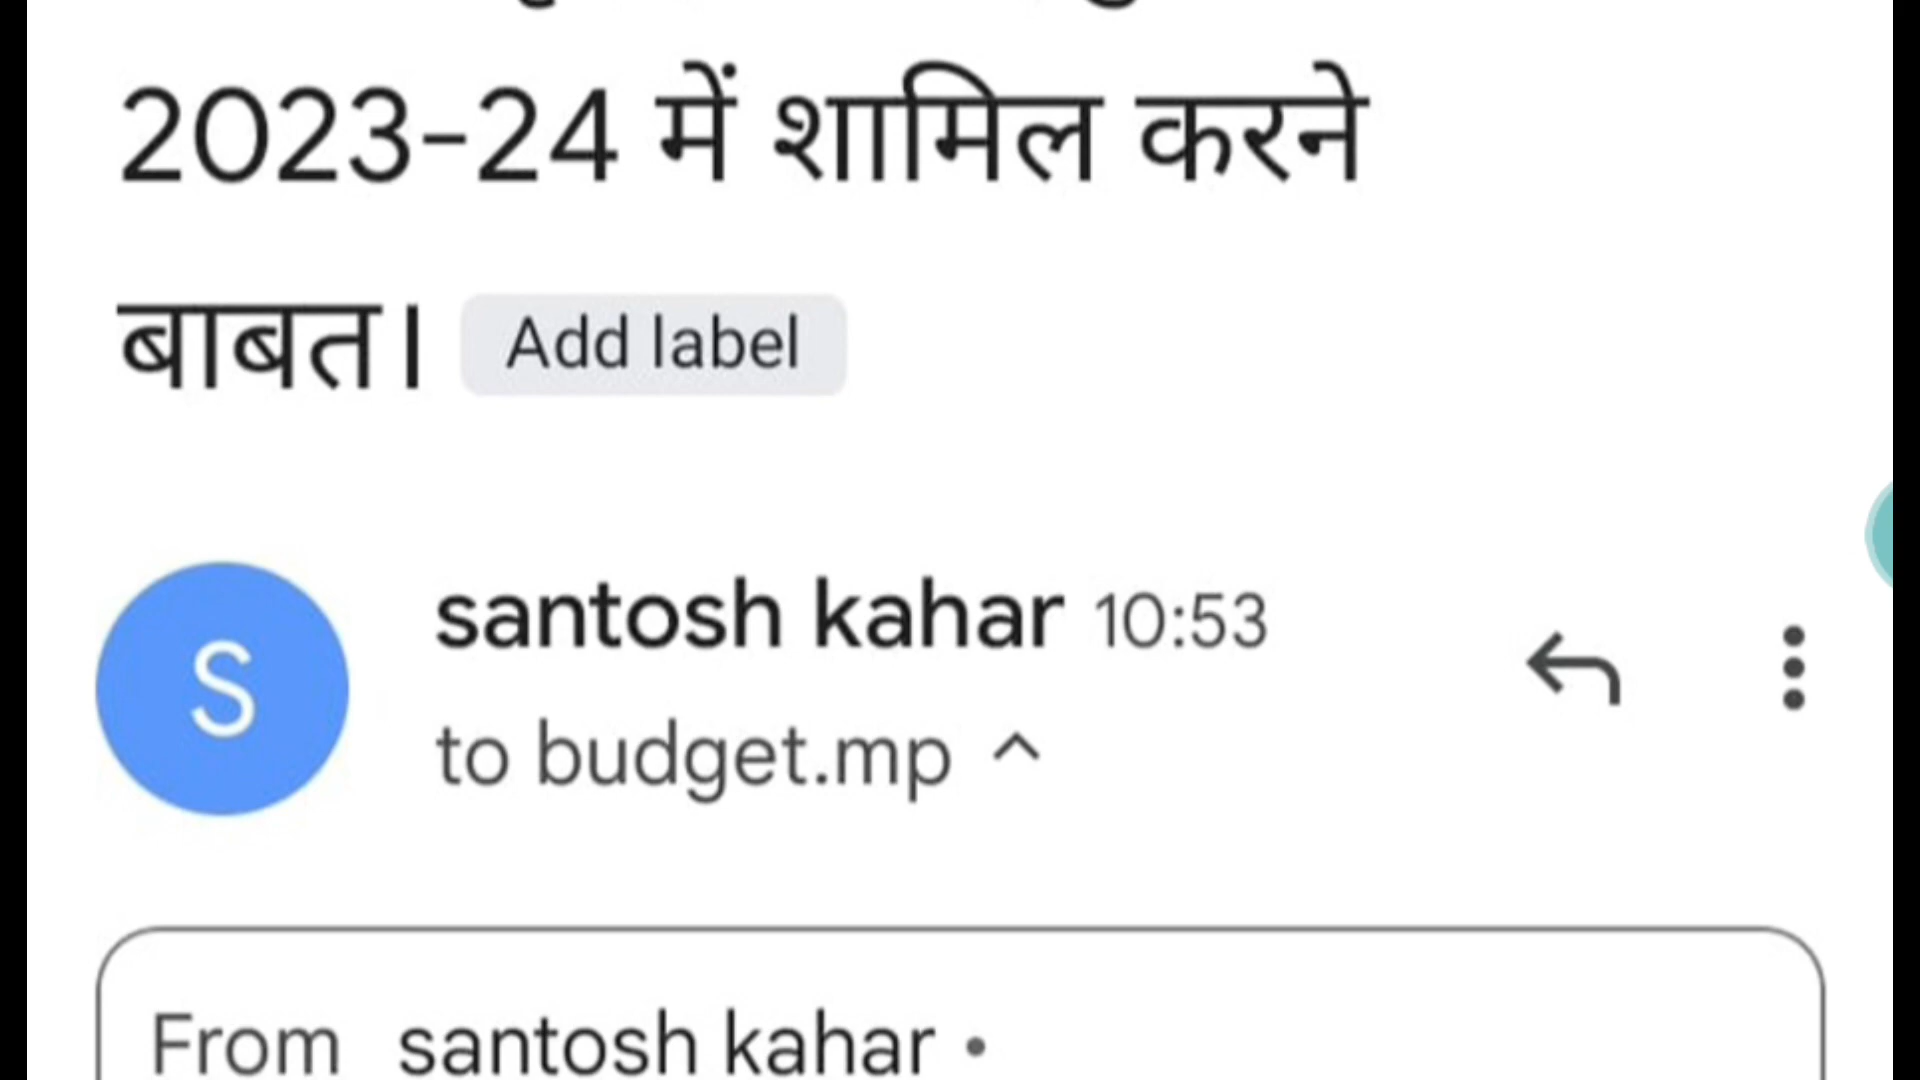 2023-24 में शामिल करने
बाबत। Add label
S
santosh kahar 10:53
to budget.mp
From santosh kahar •